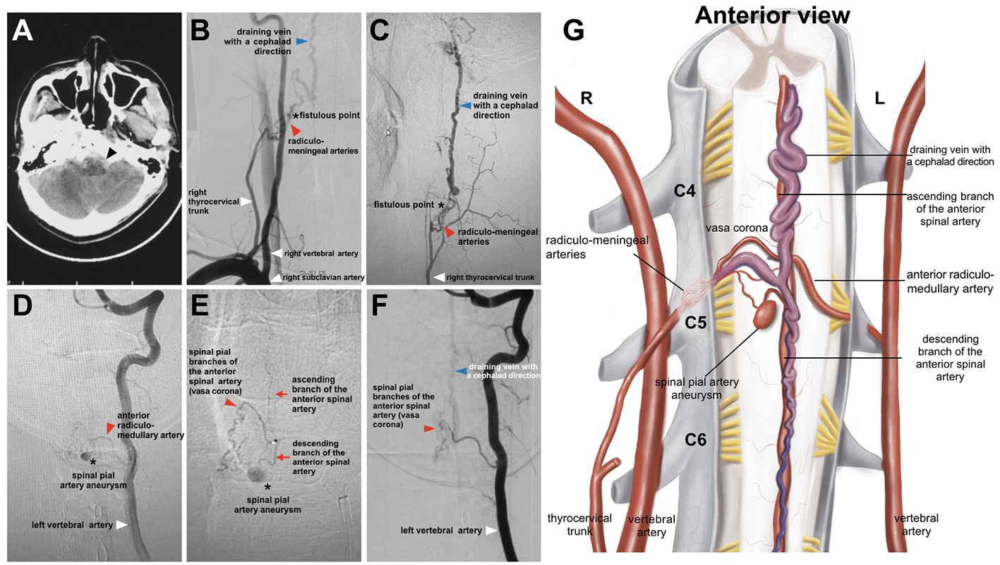 A
B
draining vein
with a cephalad
direction
*fistulous point
radiculo-
meningeal arteries
right
thyrocervical
trunk
right vertebral artery
right subclavian artery
C
draining vein
with a cephalad
direction
fistulous point *
radiculo-meningeal
arteries
right thyrocervical trunk
D
anterior
radiculo-
medullary artery
*
spinal pial
artery aneurysm
left vertebral artery
E
spinal pial
branches of
the anterior
spinal artery
(vasa corona)
ascending
branch of the
anterior spinal
artery
descending
branch of the
anterior spinal
artery
*
spinal pial
artery aneurysm
F
draining vein with
a cephalad direction
spinal pial
branches of the
anterior spinal
artery (vasa
corona)
left vertebral artery
G
Anterior view
R
L
draining vein with
a cephalad direction
C4
ascending branch
of the anterior
spinal artery
vasa corona
radiculo-meningeal
arteries
anterior radiculo-
medullary artery
C5
descending
branch of the
anterior spinal
artery
spinal pial artery
aneurysm
C6
thyrocervical
trunk
vertebral
artery
vertebral
artery